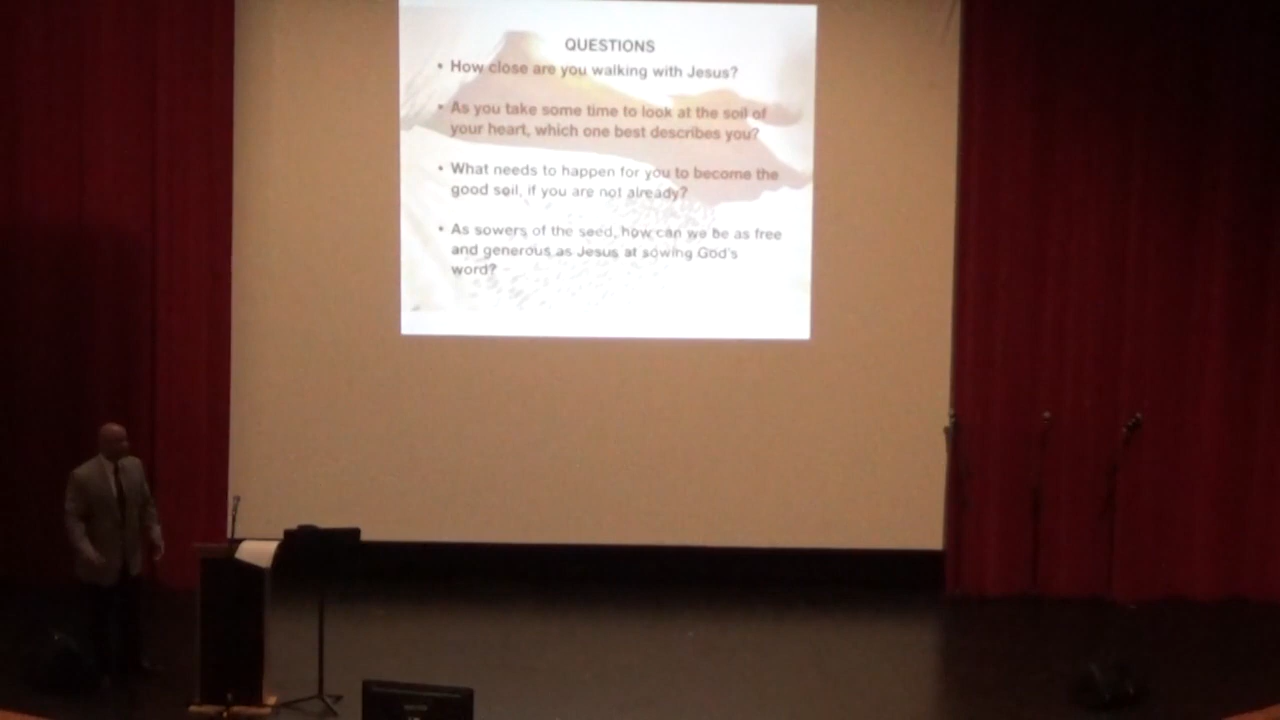 QUESTIONS
• How close are you walking with Jesus?
• As you take some time to look at the soil of
your heart, which one best describes you?
• What needs to happen for you to become the
good soil, if you are not already?
• As sowers of the seed, how can we be as free
and generous as Jesus at sowing God's
word?